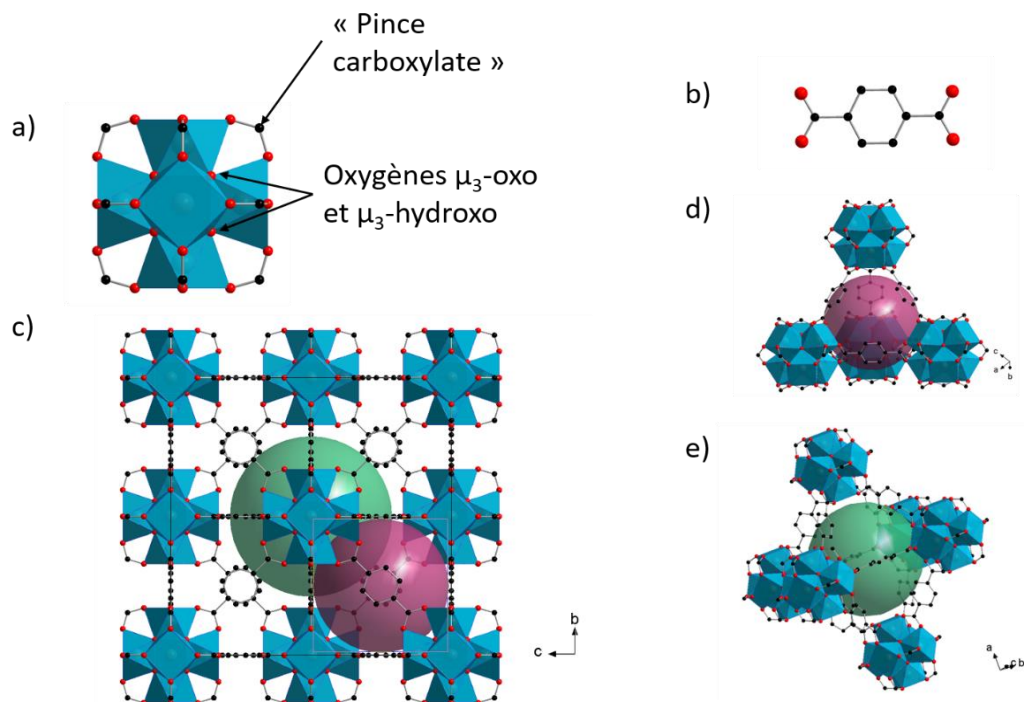 « Pince
carboxylate »
a)
b)
Oxygènes μ₃-oxo
et μ₃-hydroxo
d)
c
a
b
c)
e)
b
c
a
c b